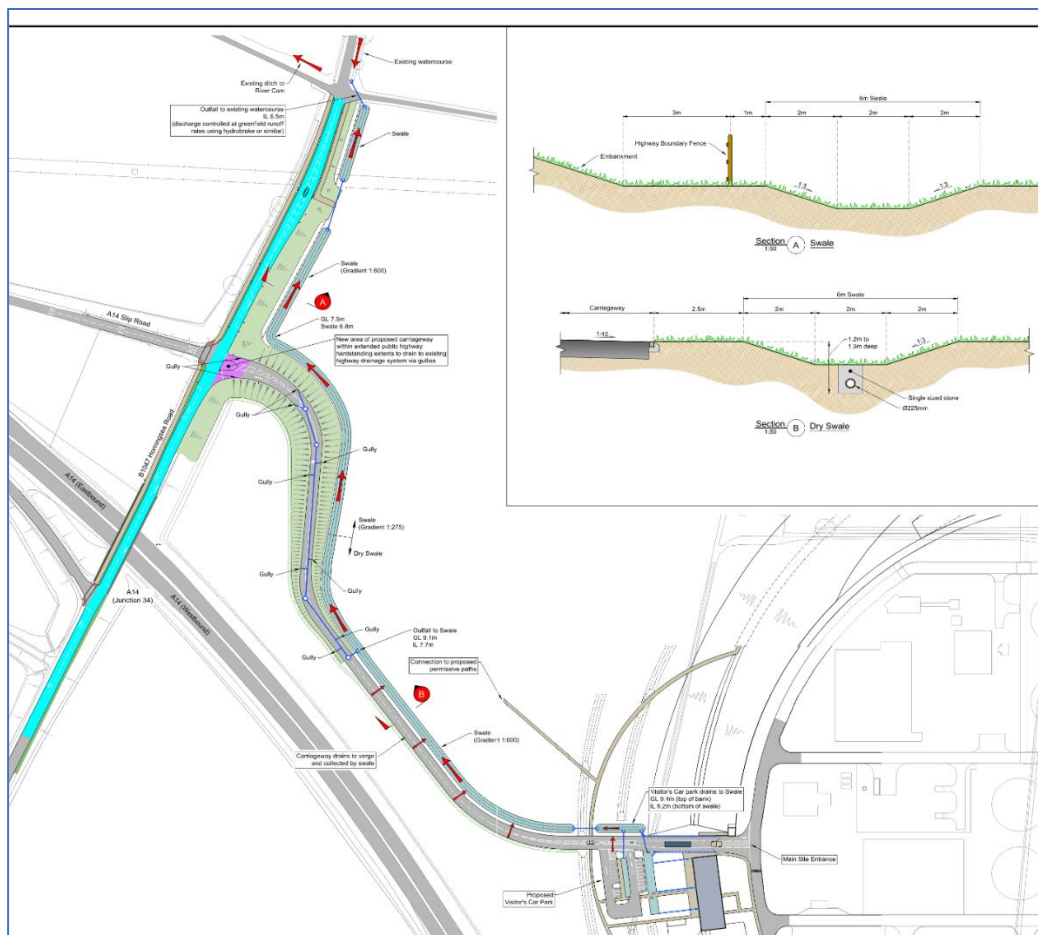 Existing watercourse
Existing ditch to
River Cam
Outfall to existing watercourse
IL 5.5m
(discharge controlled at greenfield runoff
rates using hydrobrake or similar)
Swale
Swale
(Gradient 1:600)
A
GL 7.5m
Swale 6.8m
A14 Slip Road
New area of proposed carriageway
within extended public highway
hardstanding extents to drain to existing
highway drainage system via gullies
Gully
Gully
Gully
Gully
B1047 Horningsea Road
A14 (Eastbound)
Swale
(Gradient 1:275)
Dry Swale
Gully
Gully
A14
(Junction 34)
A14 (Westbound)
Gully
Gully
Outfall to Swale
GL 9.1m
IL 7.7m
Connection to proposed
permissive paths
B
Swale
(Gradient 1:600)
Carriageway drains to verge
and collected by swale
Visitor's Car park drains to Swale
GL 9.4m (top of bank)
IL 8.2m (bottom of swale)
Main Site Entrance
Proposed
Visitor's Car Park
6m Swale
3m
1m
2m
2m
2m
Highway Boundary Fence
Embankment
1:3
1:3
Section A Swale
1:50
6m Swale
Carriageway
2.5m
2m
2m
2m
1:40
1.2m to
1:3
Single sized stone
Ø225mm
Section B Dry Swale
1:50